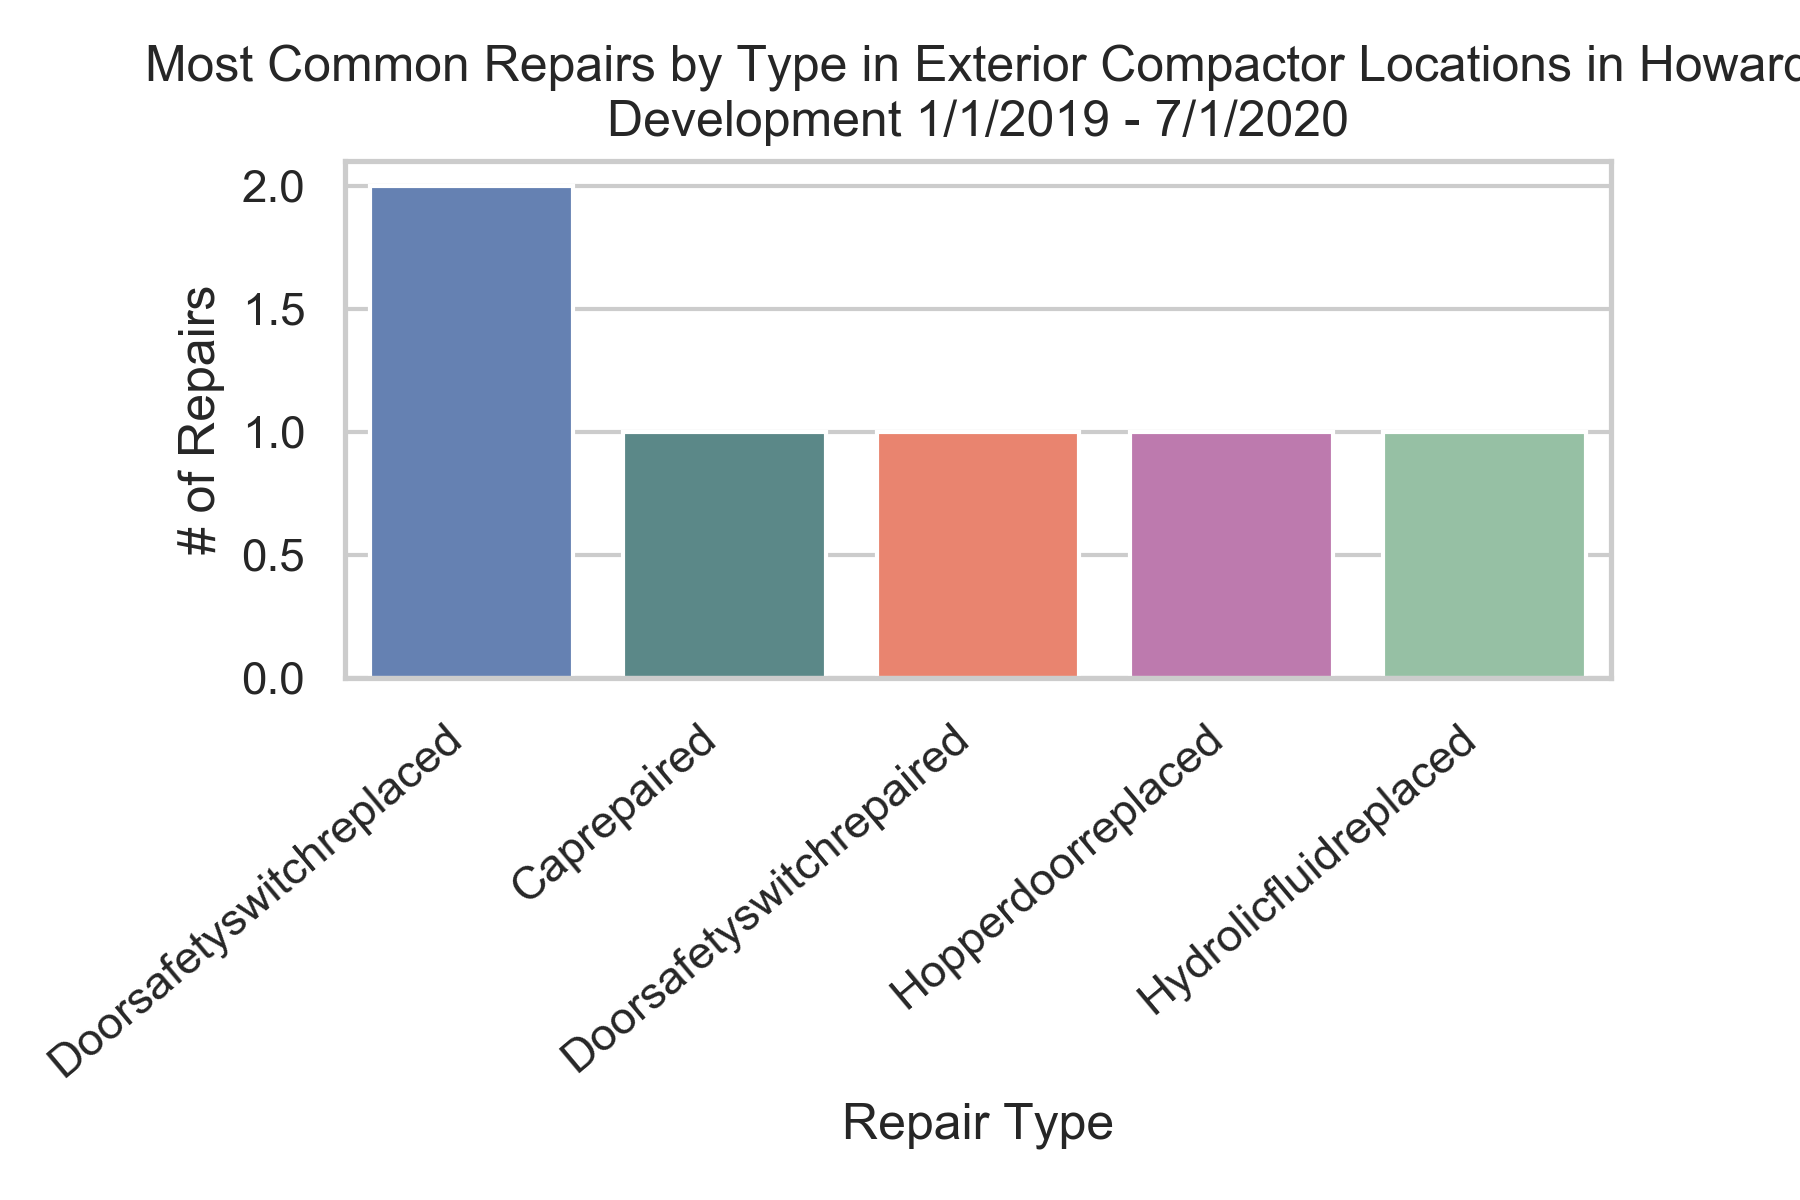 Most Common Repairs by Type in Exterior Compactor Locations in Howard
Development 1/1/2019 - 7/1/2020
2.0
1.5
1.0
0.5
0.0
# of Repairs
Doorsafetyswitchreplaced
Caprepaired
Doorsafetyswitchrepaired
Hopperdoorreplaced
Hydrolicfluidreplaced
Repair Type